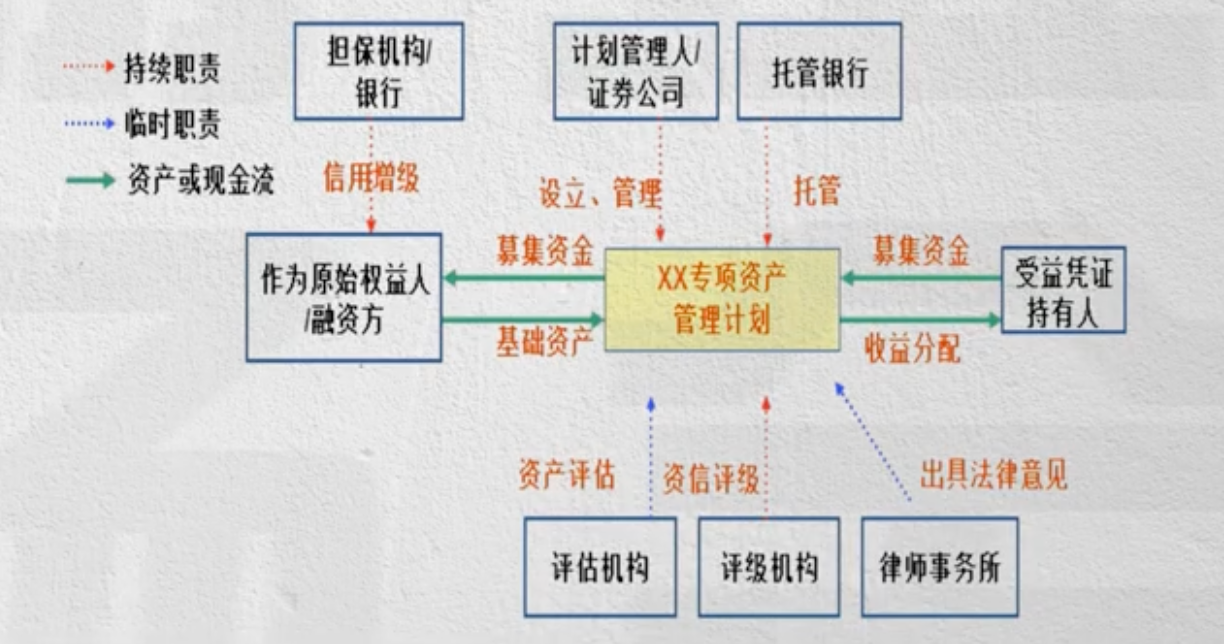 持续职责
临时职责
资产或现金流
担保机构/
银行
计划管理人/
证券公司
托管银行
信用增级
设立、管理
托管
作为原始权益人
/融资方
募集资金
基础资产
XX专项资产
管理计划
募集资金
收益分配
受益凭证
持有人
资产评估
资信评级
出具法律意见
评估机构
评级机构
律师事务所